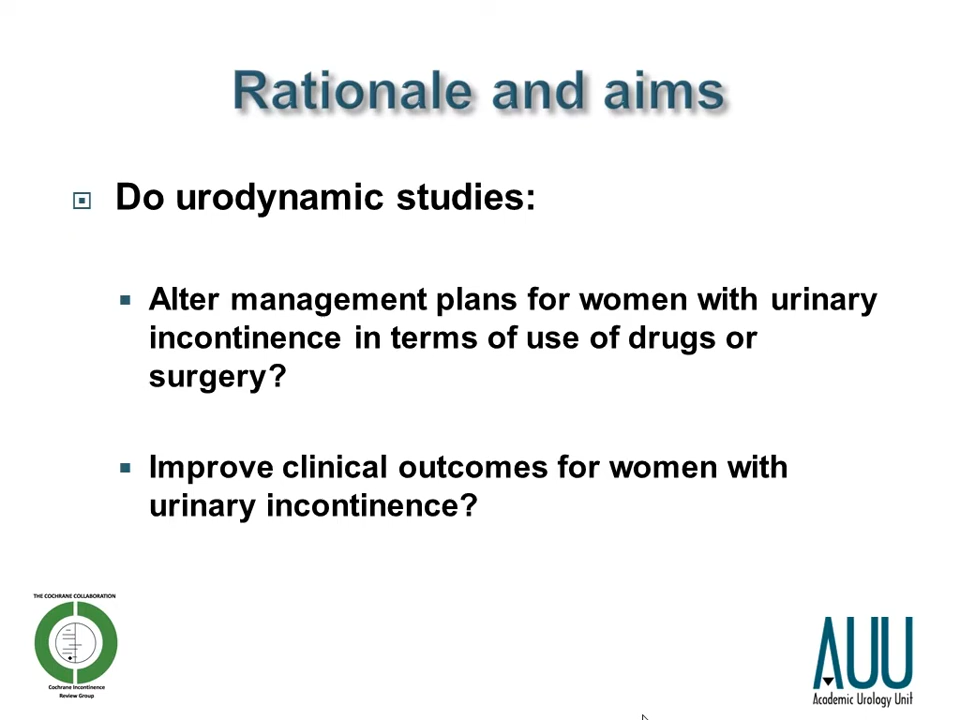 Rationale and aims
Do urodynamic studies:
Alter management plans for women with urinary
incontinence in terms of use of drugs or
surgery?
Improve clinical outcomes for women with
urinary incontinence?
THE COCHRANE COLLABORATION
Cochrane Incontinence
Review Group
AUU
Academic Urology Unit